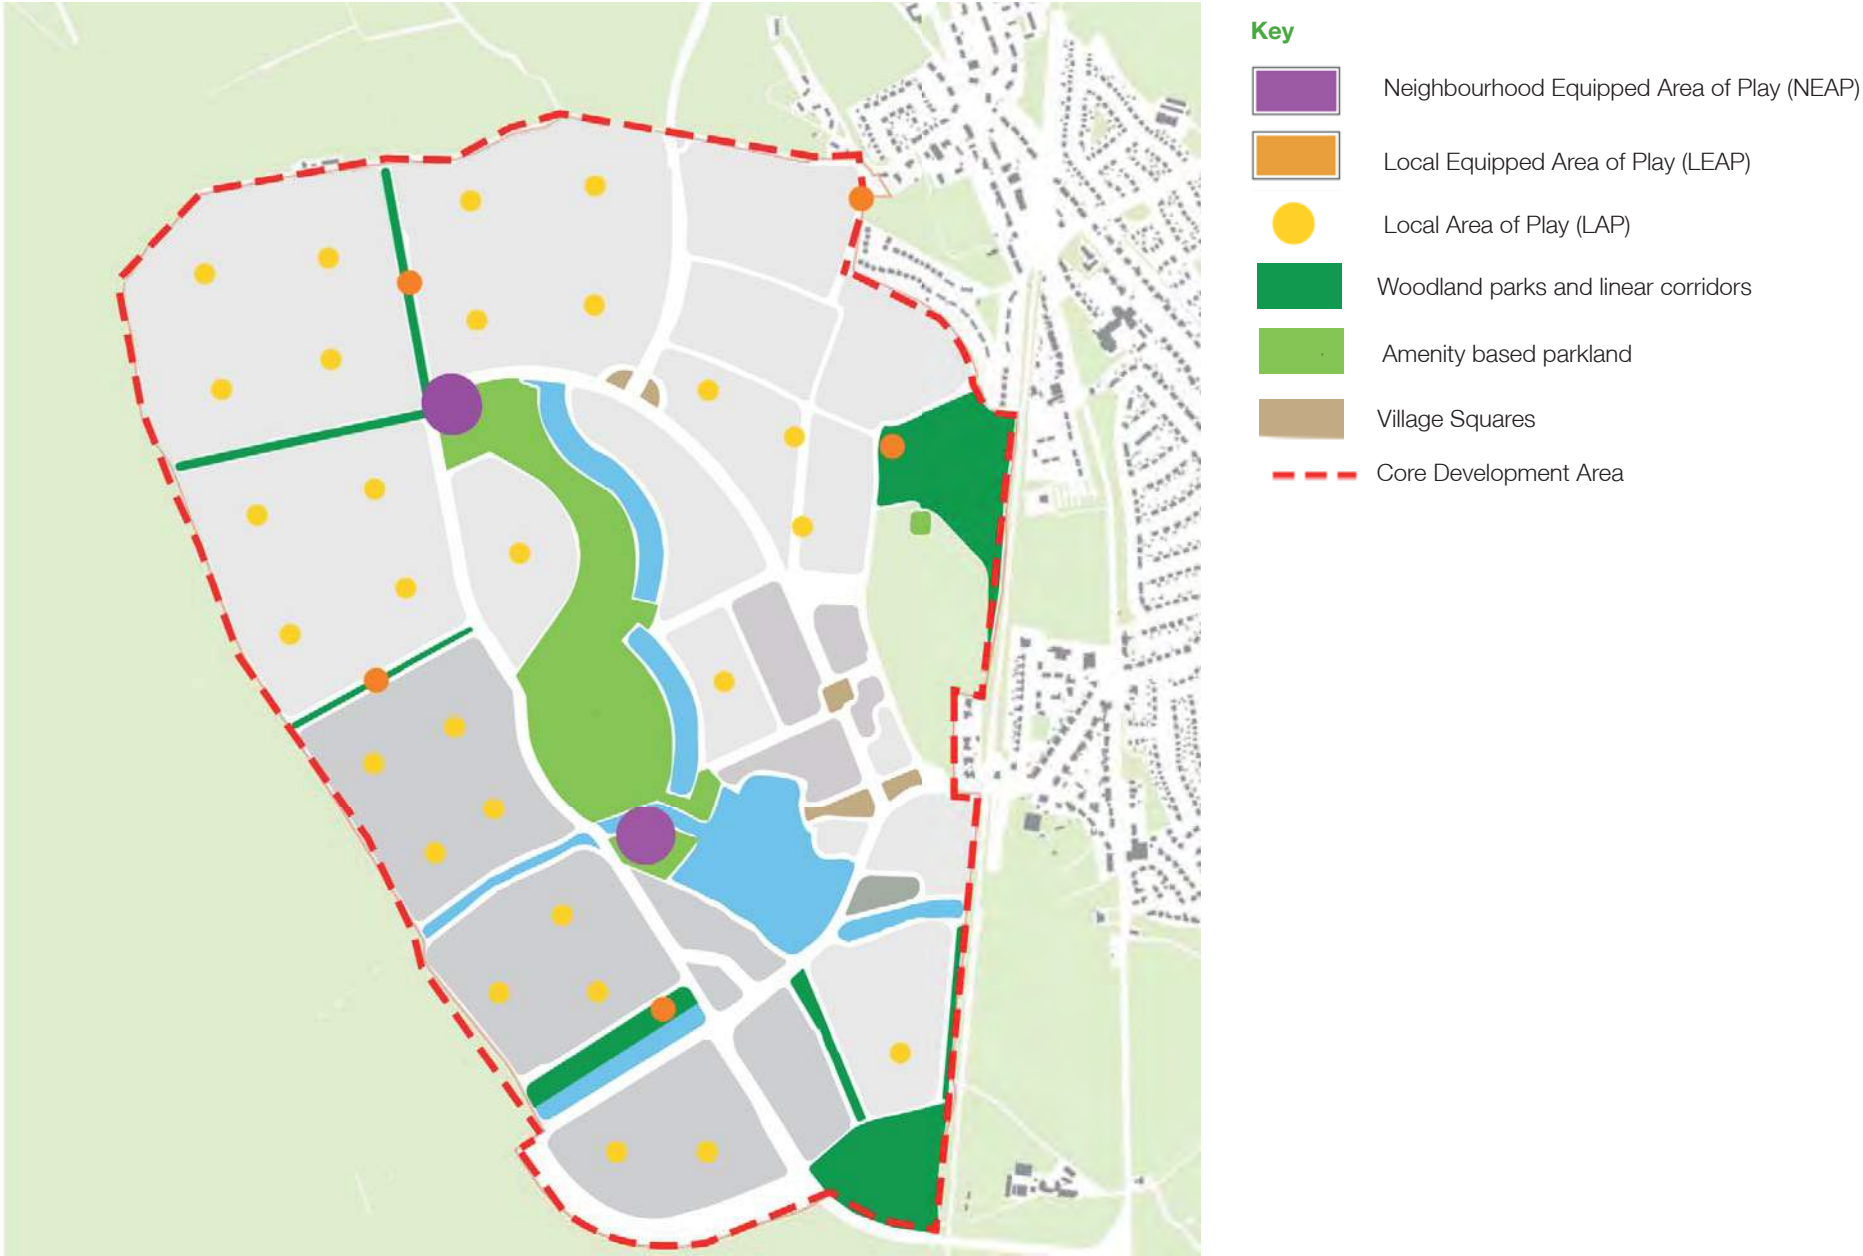 Key
Neighbourhood Equipped Area of Play (NEAP)
Local Equipped Area of Play (LEAP)
Local Area of Play (LAP)
Woodland parks and linear corridors
Amenity based parkland
Village Squares
Core Development Area